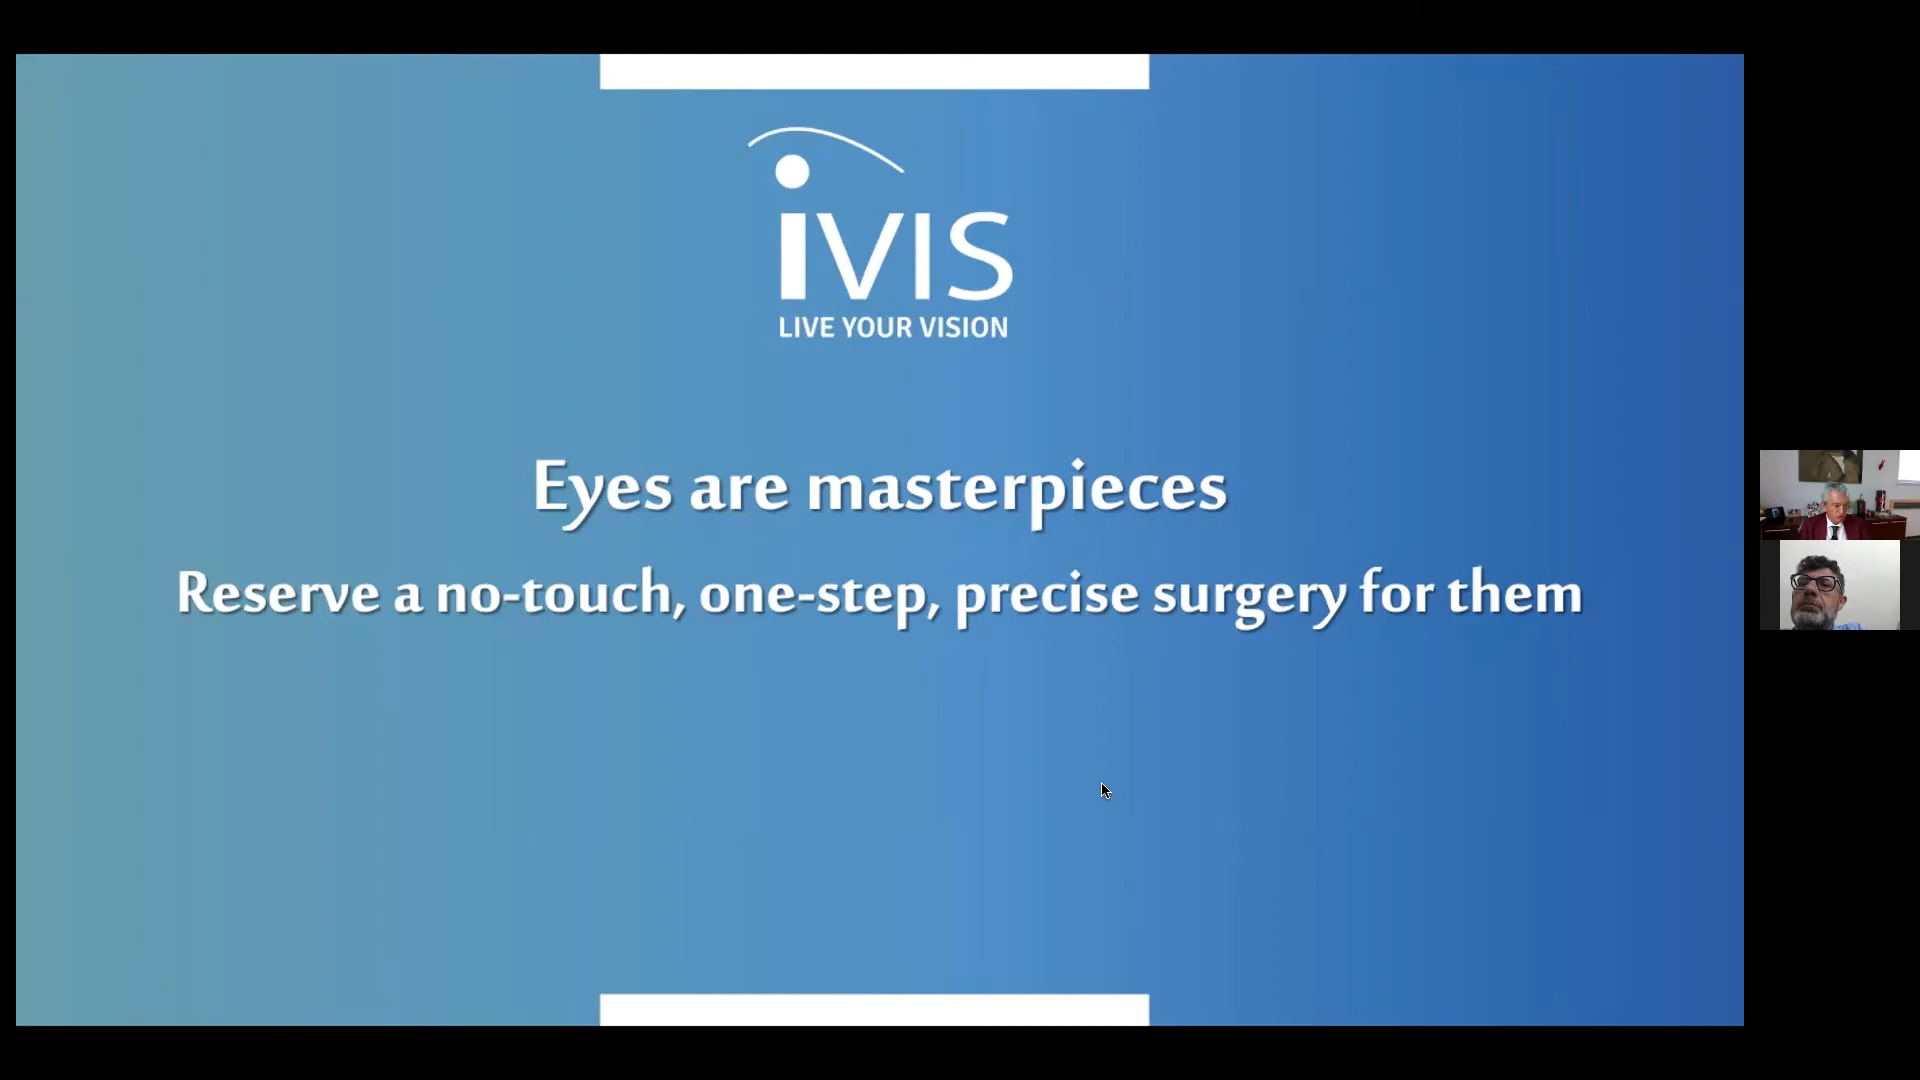 iVIS
LIVE YOUR VISION
Eyes are masterpieces
Reserve a no-touch, one-step, precise surgery for them